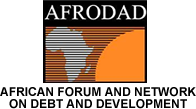 AFRODAD
AFRICAN FORUM AND NETWORK
ON DEBT AND DEVELOPMENT